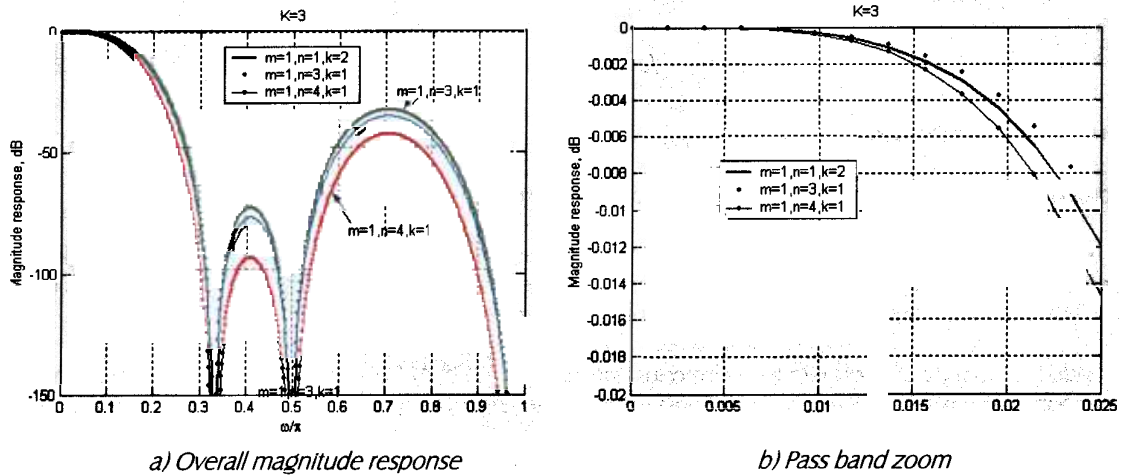 K=3
0
-50
-100
-150
Magnitude response, dB
m=1,n=1,k=2
m=1,n=3,k=1
m=1,n=4,k=1
m=1,n=3,k=1
m=1,n=4,k=1
0 0.1 0.2 0.3 0.4 0.5 0.6 0.7 0.8 0.9 1
ω/π
a) Overall magnitude response
K=3
0
-0.002
-0.004
-0.006
-0.008
-0.01
-0.012
-0.014
-0.016
-0.018
-0.02
Magnitude response, dB
m=1,n=1,k=2
m=1,n=3,k=1
m=1,n=4,k=1
0 0.005 0.01 0.015 0.02 0.025
b) Pass band zoom